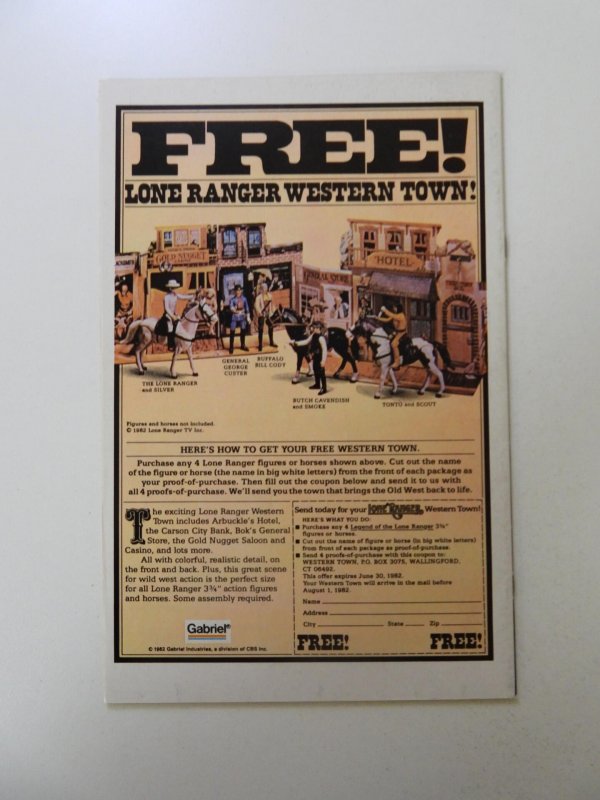 FREE!
LONE RANGER WESTERN TOWN!
GOLD NUGGET
GENERAL STORE
HOTEL
THE LONE RANGER
and SILVER
GENERAL
GEORGE
CUSTER
BUFFALO
BILL CODY
BUTCH CAVENDISH
and SMOKE
TONTO and SCOUT
Figures and horses not included.
© 1982 Lone Ranger TV Inc.
HERE'S HOW TO GET YOUR FREE WESTERN TOWN.
Purchase any 4 Lone Ranger figures or horses shown above. Cut out the name
of the figure or horse (the name in big white letters) from the front of each package as
your proof-of-purchase. Then fill out the coupon below and send it to us with
all 4 proofs-of-purchase. We'll send you the town that brings the Old West back to life.
The exciting Lone Ranger Western
Town includes Arbuckle's Hotel,
the Carson City Bank, Bok's General
Store, the Gold Nugget Saloon and
Casino, and lots more.
All with colorful, realistic detail, on
the front and back. Plus, this great scene
for wild west action is the perfect size
for all Lone Ranger 3¾" action figures
and horses. Some assembly required.
Gabriel®
© 1982 Gabriel Industries, a division of CBS Inc.
Send today for your LONE RANGER Western Town!
HERE'S WHAT YOU DO:
■ Purchase any 4 Legend of the Lone Ranger 3¾"
figures or horses.
■ Cut out the name of figure or horse (in big white letters)
from front of each package as proof-of-purchase.
■ Send 4 proofs-of-purchase with this coupon to:
WESTERN TOWN, P.O. BOX 3075, WALLINGFORD,
CT 06492.
This offer expires June 30, 1982.
Your Western Town will arrive in the mail before
August 1, 1982.
Name
Address
City State Zip
FREE! FREE!